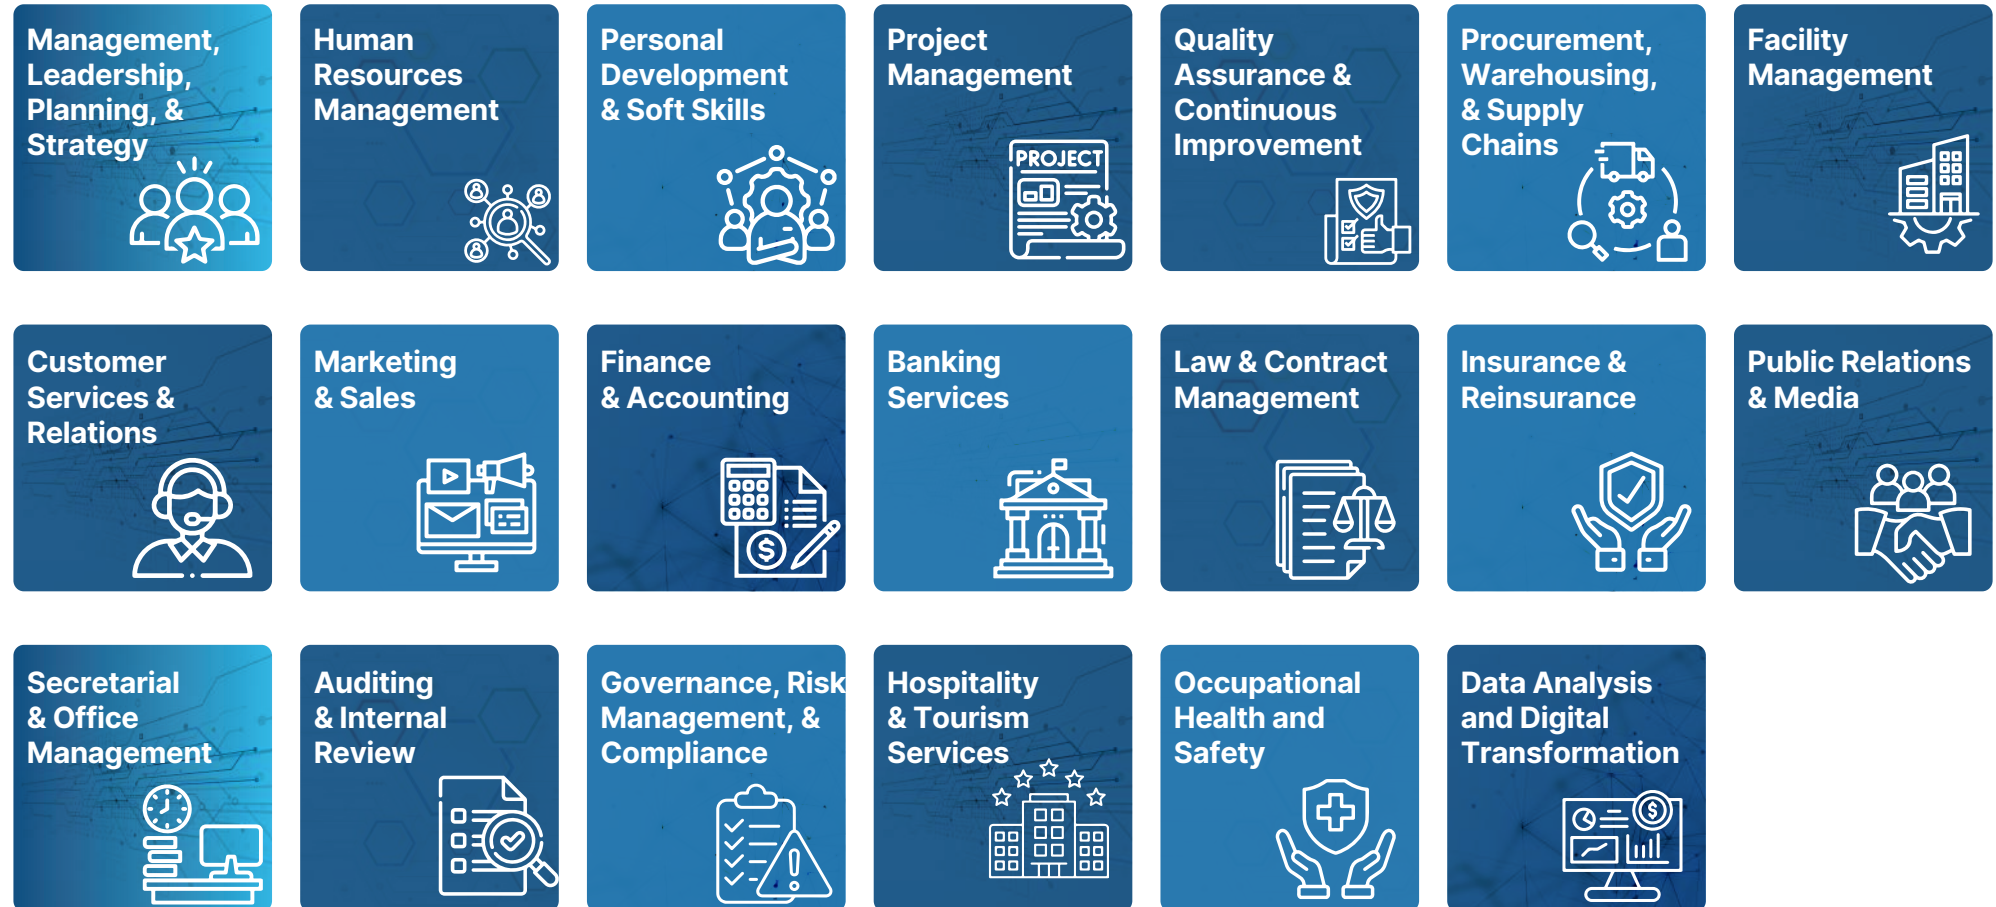 Management,
Leadership,
Planning, &
Strategy
Human
Resources
Management
Personal
Development
& Soft Skills
Project
Management
PROJECT
Quality
Assurance &
Continuous
Improvement
Procurement,
Warehousing,
& Supply
Chains
Facility
Management
Customer
Services &
Relations
Marketing
& Sales
Finance
& Accounting
$
Banking
Services
Law & Contract
Management
Insurance &
Reinsurance
Public Relations
& Media
Secretarial
& Office
Management
Auditing
& Internal
Review
Governance, Risk
Management, &
Compliance
Hospitality
& Tourism
Services
Occupational
Health and
Safety
Data Analysis
and Digital
Transformation
$